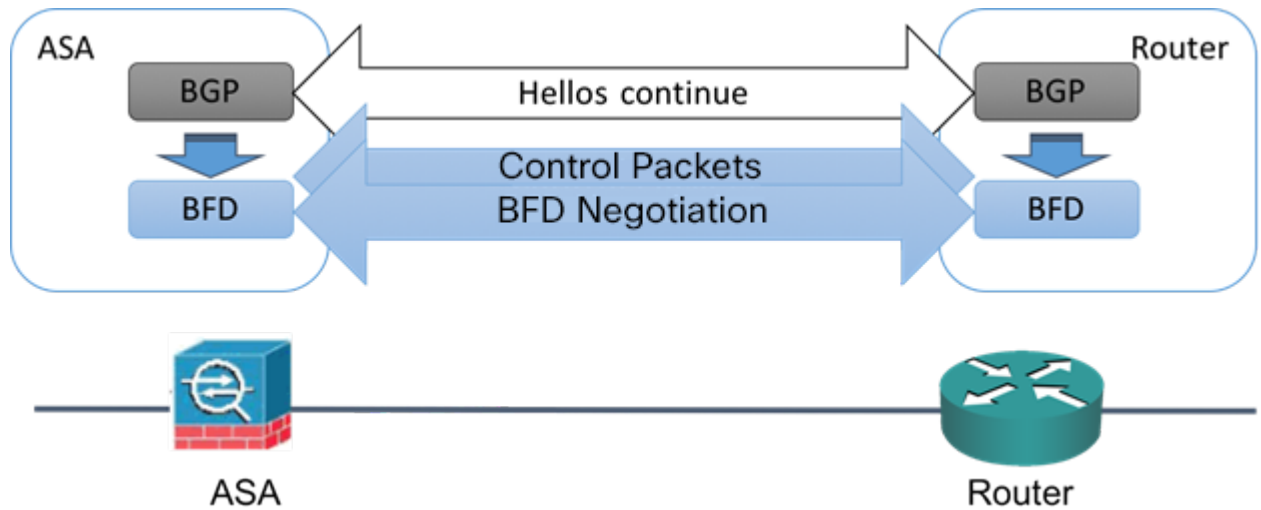 ASA
Router
BGP
Hellos continue
BGP
Control Packets
BFD
BFD Negotiation
BFD
ASA
Router